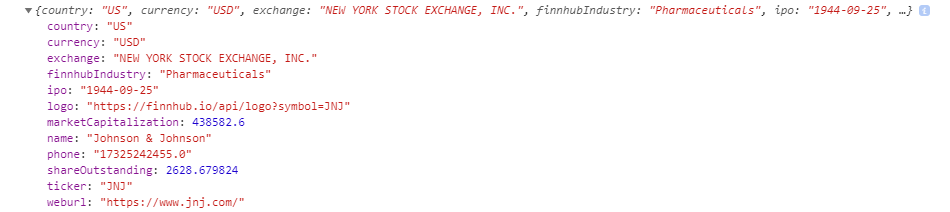 ▼{country: "US", currency: "USD", exchange: "NEW YORK STOCK EXCHANGE, INC.", finnhubIndustry: "Pharmaceuticals", ipo: "1944-09-25", …} i
country: "US"
currency: "USD"
exchange: "NEW YORK STOCK EXCHANGE, INC."
finnhubIndustry: "Pharmaceuticals"
ipo: "1944-09-25"
logo: "https://finnhub.io/api/logo?symbol=JNJ"
marketCapitalization: 438582.6
name: "Johnson & Johnson"
phone: "17325242455.0"
shareOutstanding: 2628.679824
ticker: "JNJ"
weburl: "https://www.jnj.com/"